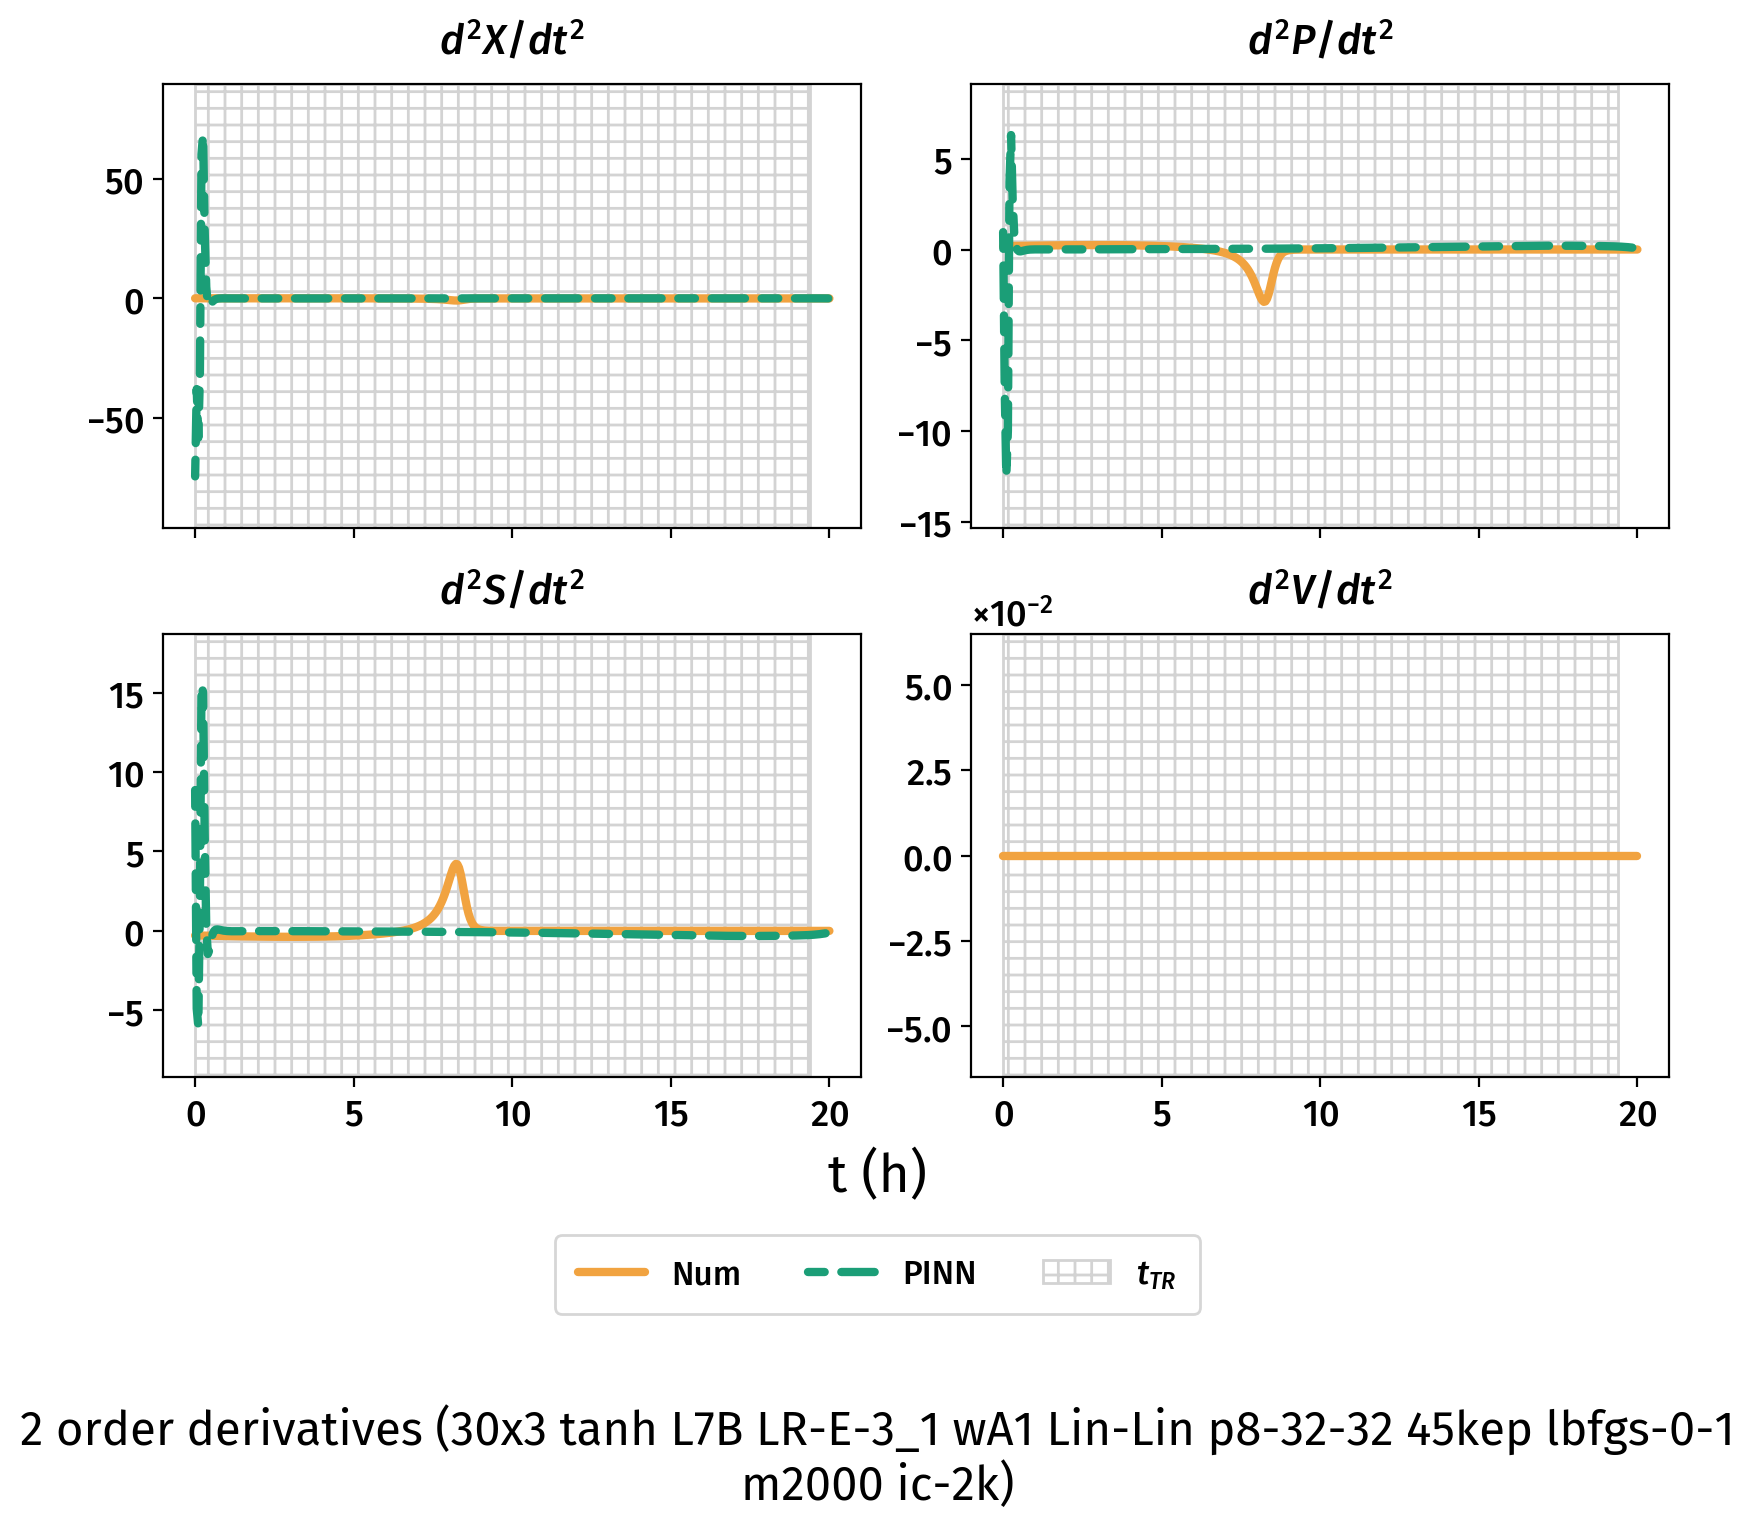 d²X/dt²
d²P/dt²
50
0
−50
5
0
−5
−10
−15
d²S/dt²
d²V/dt²
×10⁻²
15
10
5
0
−5
5.0
2.5
0.0
−2.5
−5.0
0 5 10 15 20
0 5 10 15 20
t (h)
Num PINN t_TR
2 order derivatives (30x3 tanh L7B LR-E-3_1 wA1 Lin-Lin p8-32-32 45kep lbfgs-0-1
m2000 ic-2k)